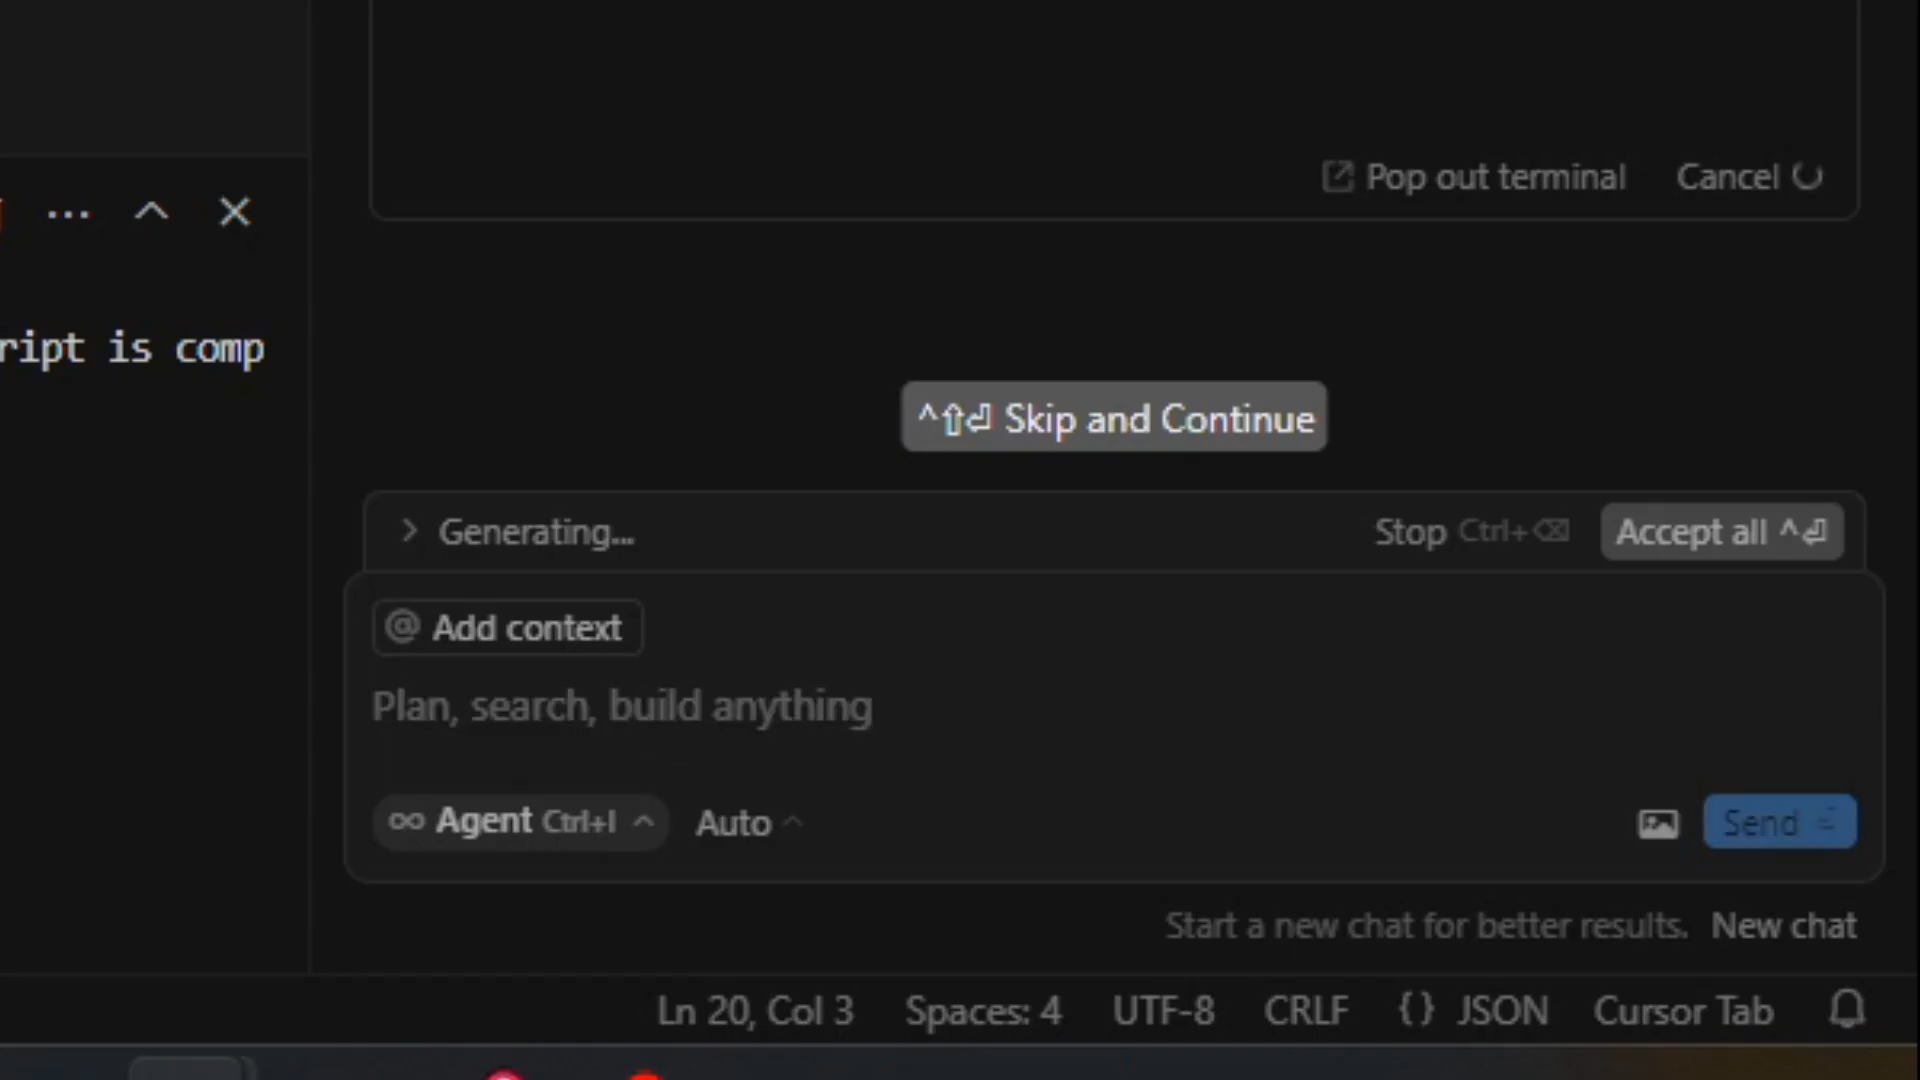 Pop out terminal Cancel
ript is comp
^⇧⏎ Skip and Continue
Generating... Stop Ctrl+⌫ Accept all ^⏎
@ Add context
Plan, search, build anything
∞ Agent Ctrl+I Auto
Send ⏎
Start a new chat for better results. New chat
Ln 20, Col 3 Spaces: 4 UTF-8 CRLF {} JSON Cursor Tab